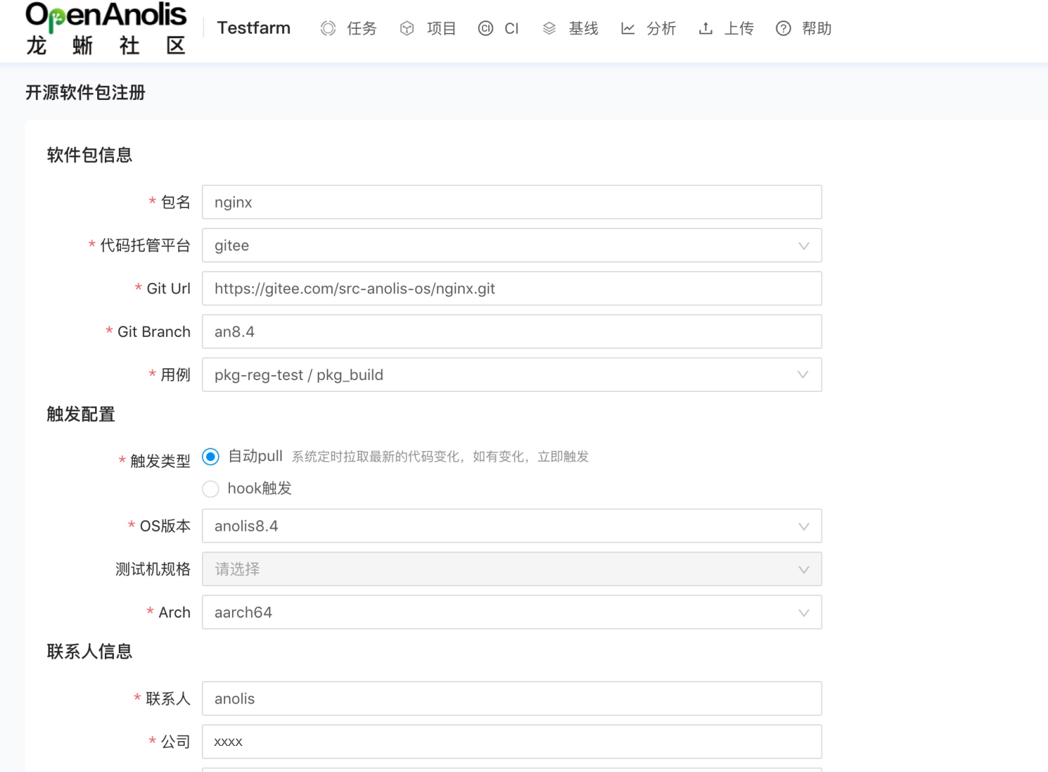 OpenAnolis
龙蜥社区
Testfarm 任务 项目 CI 基线 分析 上传 帮助
开源软件包注册
软件包信息
* 包名 nginx
* 代码托管平台 gitee
* Git Url https://gitee.com/src-anolis-os/nginx.git
* Git Branch an8.4
* 用例 pkg-reg-test / pkg_build
触发配置
* 触发类型 自动pull 系统定时拉取最新的代码变化，如有变化，立即触发
hook触发
* OS版本 anolis8.4
测试机规格 请选择
* Arch aarch64
联系人信息
* 联系人 anolis
* 公司 xxxx